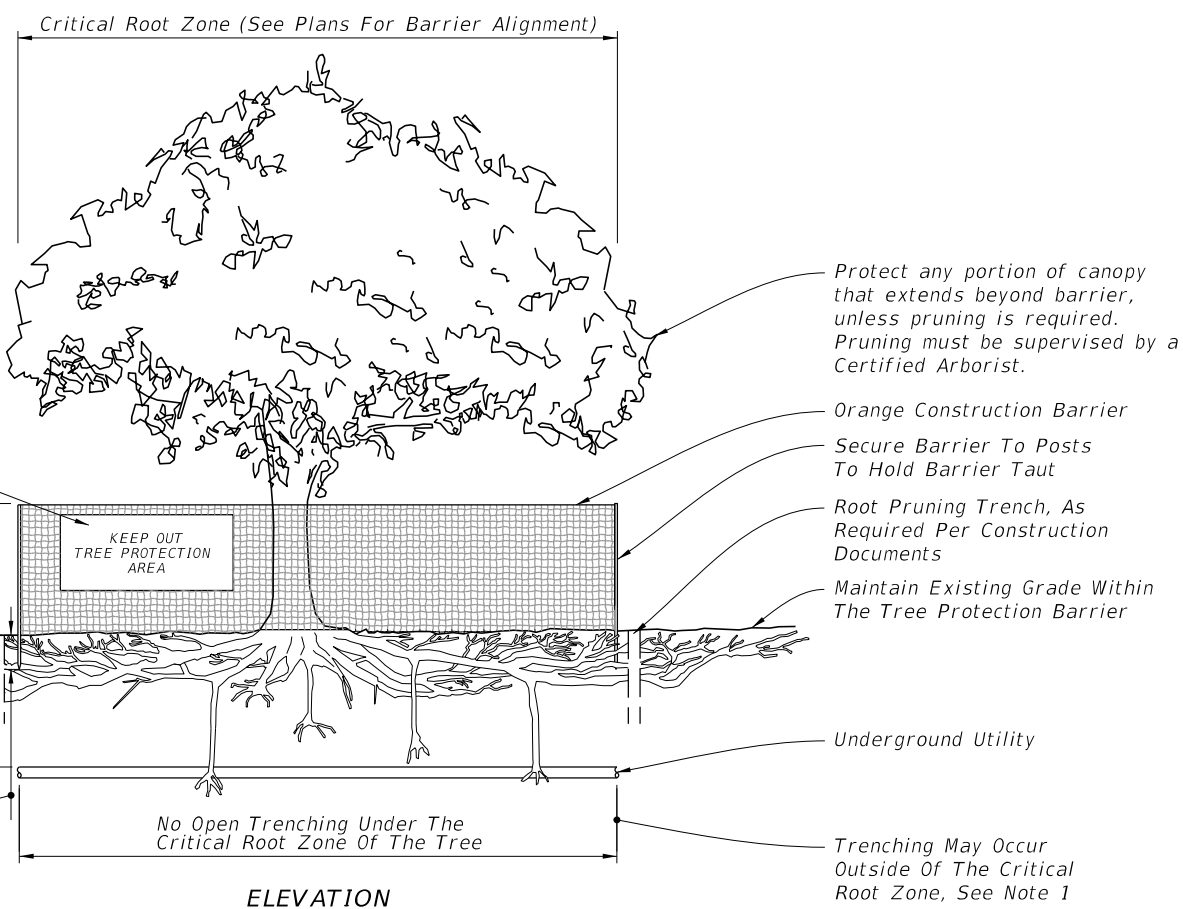 Critical Root Zone (See Plans For Barrier Alignment)
Protect any portion of canopy
that extends beyond barrier,
unless pruning is required.
Pruning must be supervised by a
Certified Arborist.
Orange Construction Barrier
Secure Barrier To Posts
To Hold Barrier Taut
Root Pruning Trench, As
Required Per Construction
Documents
KEEP OUT
TREE PROTECTION
AREA
Maintain Existing Grade Within
The Tree Protection Barrier
Underground Utility
No Open Trenching Under The
Critical Root Zone Of The Tree
Trenching May Occur
Outside Of The Critical
Root Zone, See Note 1
ELEVATION